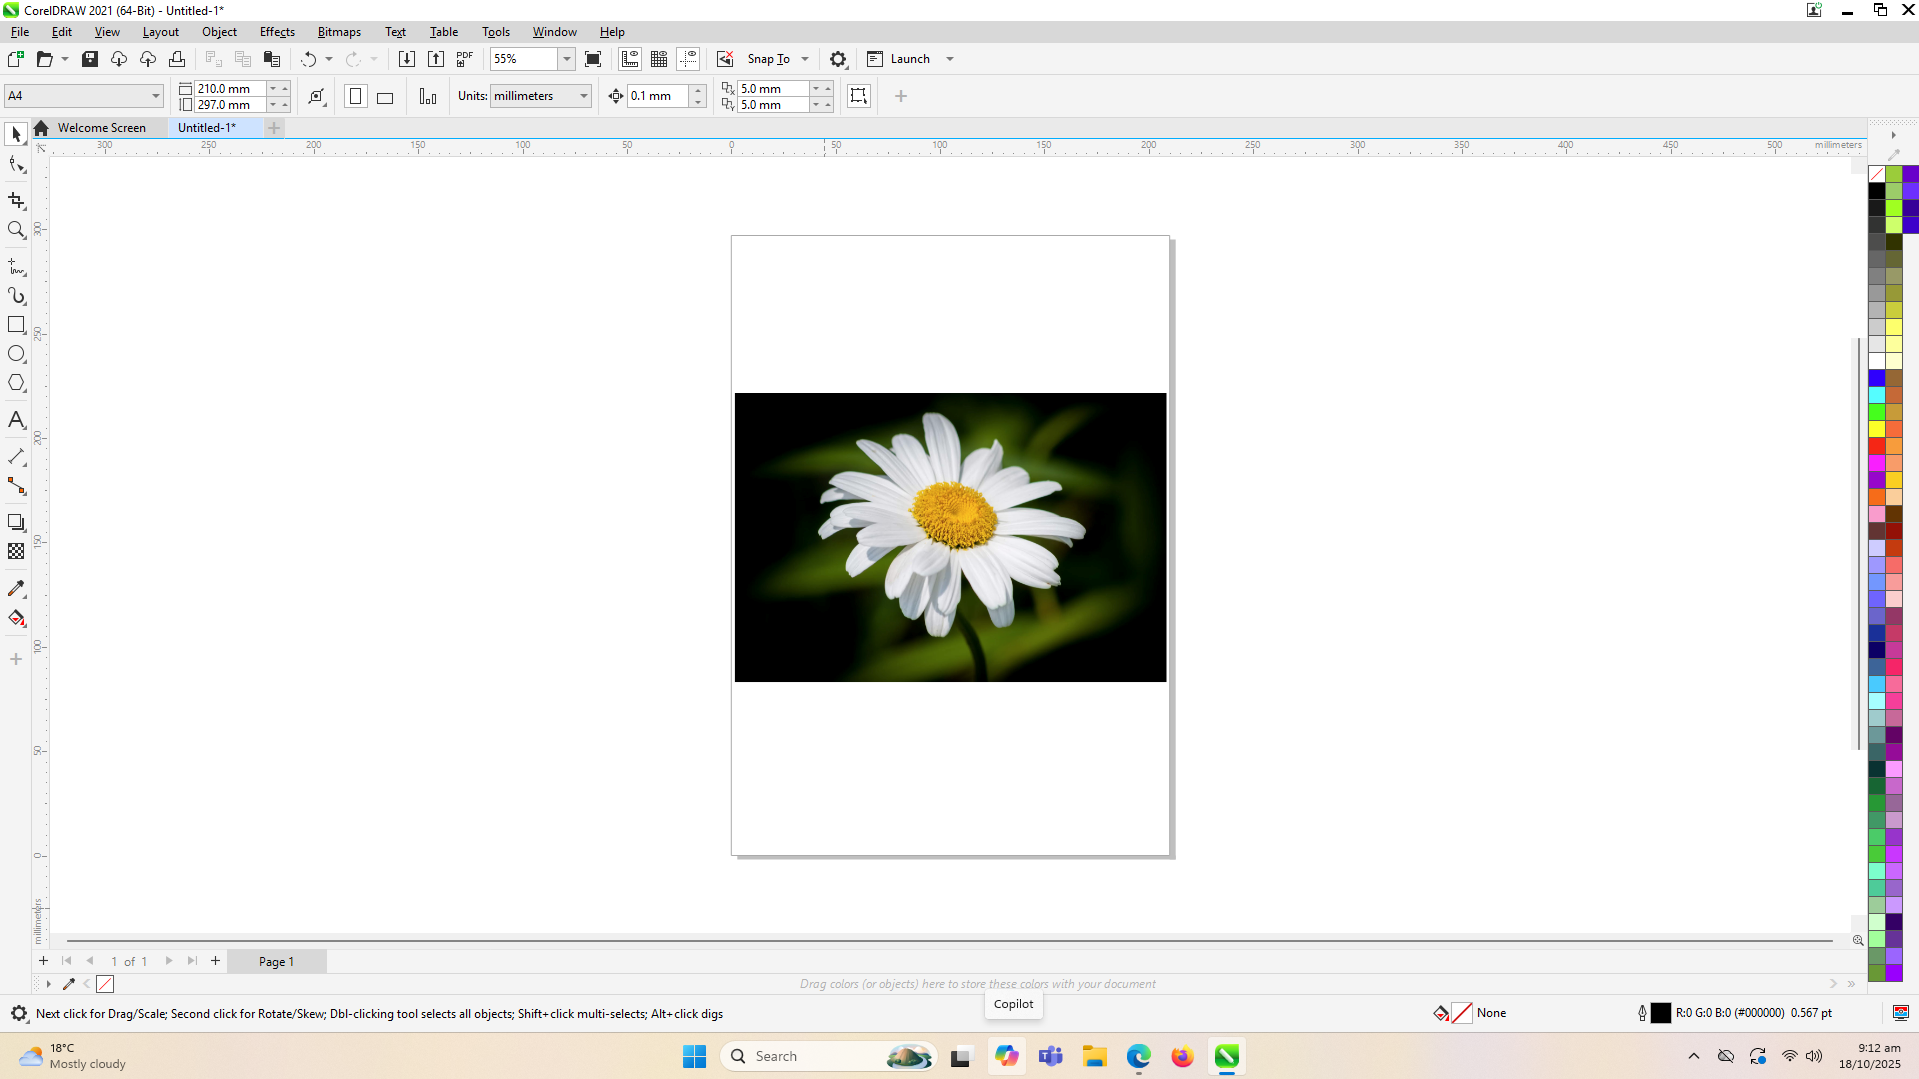 CorelDRAW 2021 (64-Bit) - Untitled-1*
File Edit View Layout Object Effects Bitmaps Text Table Tools Window Help
PDF 55% Snap To Launch
A4 210.0 mm 297.0 mm Units: millimeters 0.1 mm 5.0 mm 5.0 mm
Welcome Screen Untitled-1*
300 250 200 150 100 50 0 50 100 150 200 250 300 350 400 450 500 millimeters
300
250
200
150
100
50
0
millimeters
1 of 1 Page 1
Drag colors (or objects) here to store these colors with your document
Copilot
Next click for Drag/Scale; Second click for Rotate/Skew; Dbl-clicking tool selects all objects; Shift+click multi-selects; Alt+click digs None R:0 G:0 B:0 (#000000) 0.567 pt
18°C
Mostly cloudy
Search
9:12 am
18/10/2025